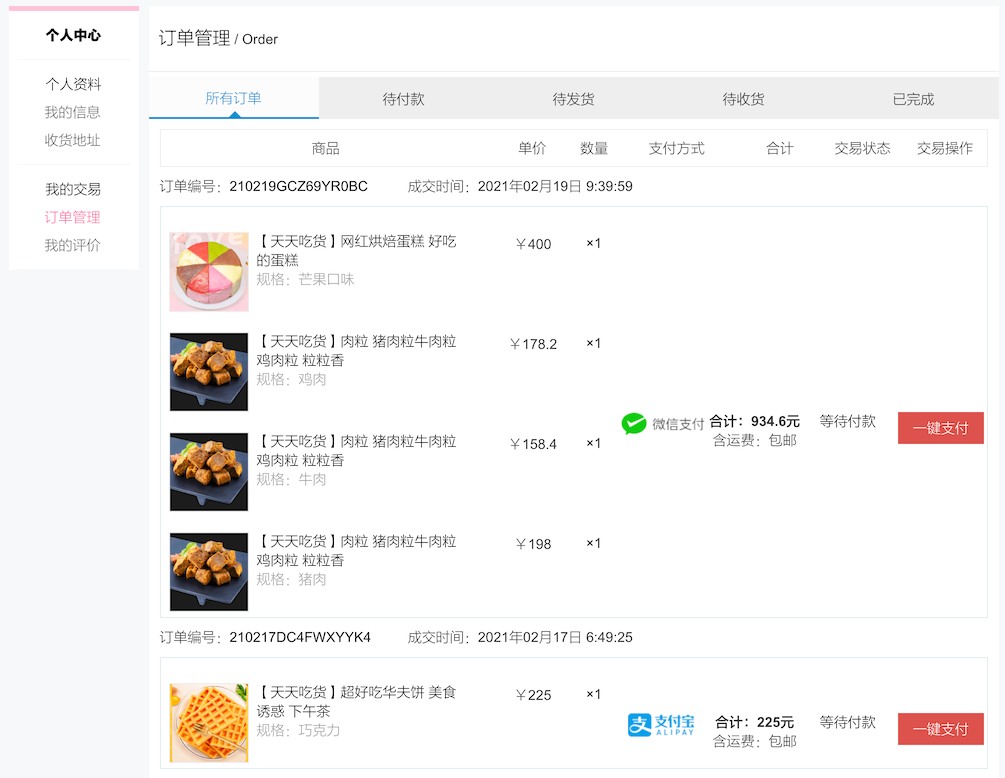 个人中心
个人资料
我的信息
收货地址
我的交易
订单管理
我的评价
订单管理 / Order
所有订单 待付款 待发货 待收货 已完成
商品 单价 数量 支付方式 合计 交易状态 交易操作
订单编号：210219GCZ69YR0BC 成交时间：2021年02月19日 9:39:59
【天天吃货】网红烘焙蛋糕 好吃 ￥400 ×1
的蛋糕
规格：芒果口味
【天天吃货】肉粒 猪肉粒牛肉粒 ￥178.2 ×1
鸡肉粒 粒粒香
规格：鸡肉
微信支付 合计：934.6元 等待付款 一键支付
含运费：包邮
【天天吃货】肉粒 猪肉粒牛肉粒 ￥158.4 ×1
鸡肉粒 粒粒香
规格：牛肉
【天天吃货】肉粒 猪肉粒牛肉粒 ￥198 ×1
鸡肉粒 粒粒香
规格：猪肉
订单编号：210217DC4FWXYYK4 成交时间：2021年02月17日 6:49:25
【天天吃货】超好吃华夫饼 美食 ￥225 ×1
诱惑 下午茶
规格：巧克力
支付宝 合计：225元 等待付款 一键支付
ALIPAY 含运费：包邮